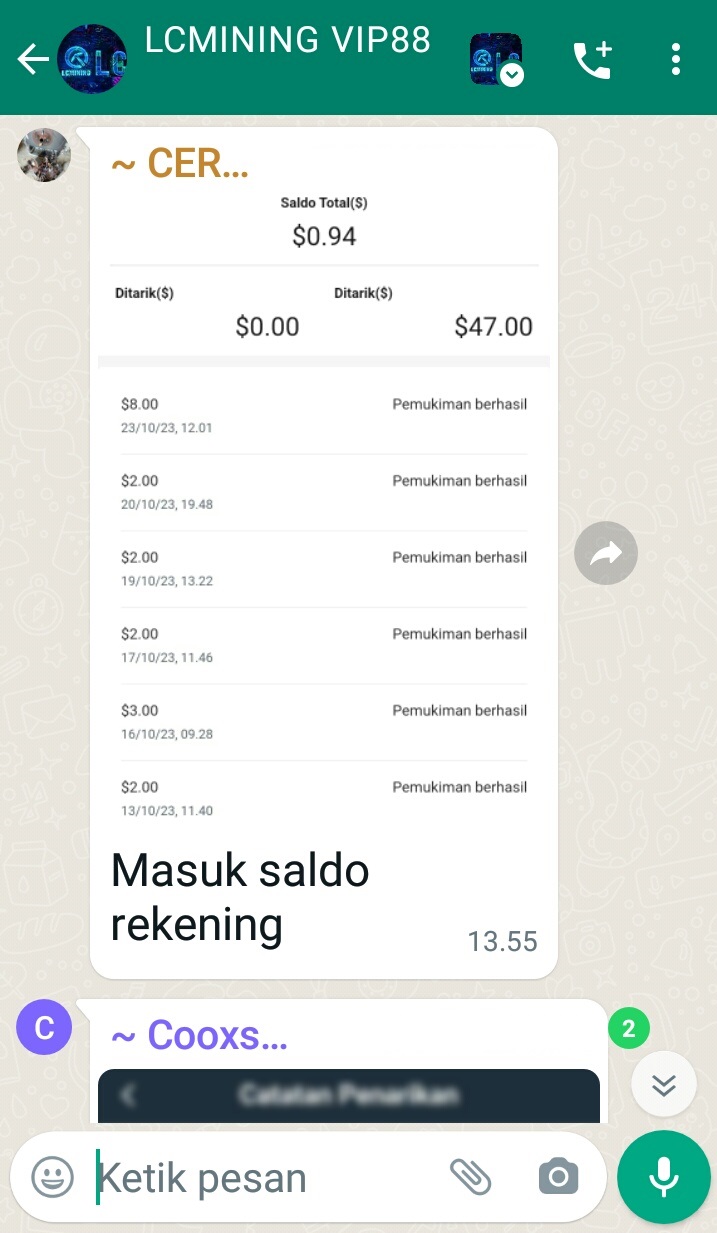 LCMINING VIP88
~ CER...
Saldo Total($)
$0.94
Ditarik($) Ditarik($)
$0.00 $47.00
$8.00 Pemukiman berhasil
23/10/23, 12.01
$2.00 Pemukiman berhasil
20/10/23, 19.48
$2.00 Pemukiman berhasil
19/10/23, 13.22
$2.00 Pemukiman berhasil
17/10/23, 11.46
$3.00 Pemukiman berhasil
16/10/23, 09.28
$2.00 Pemukiman berhasil
13/10/23, 11.40
Masuk saldo
rekening
13.55
C
~ Cooxs...
2
Catatan Penarikan
Ketik pesan